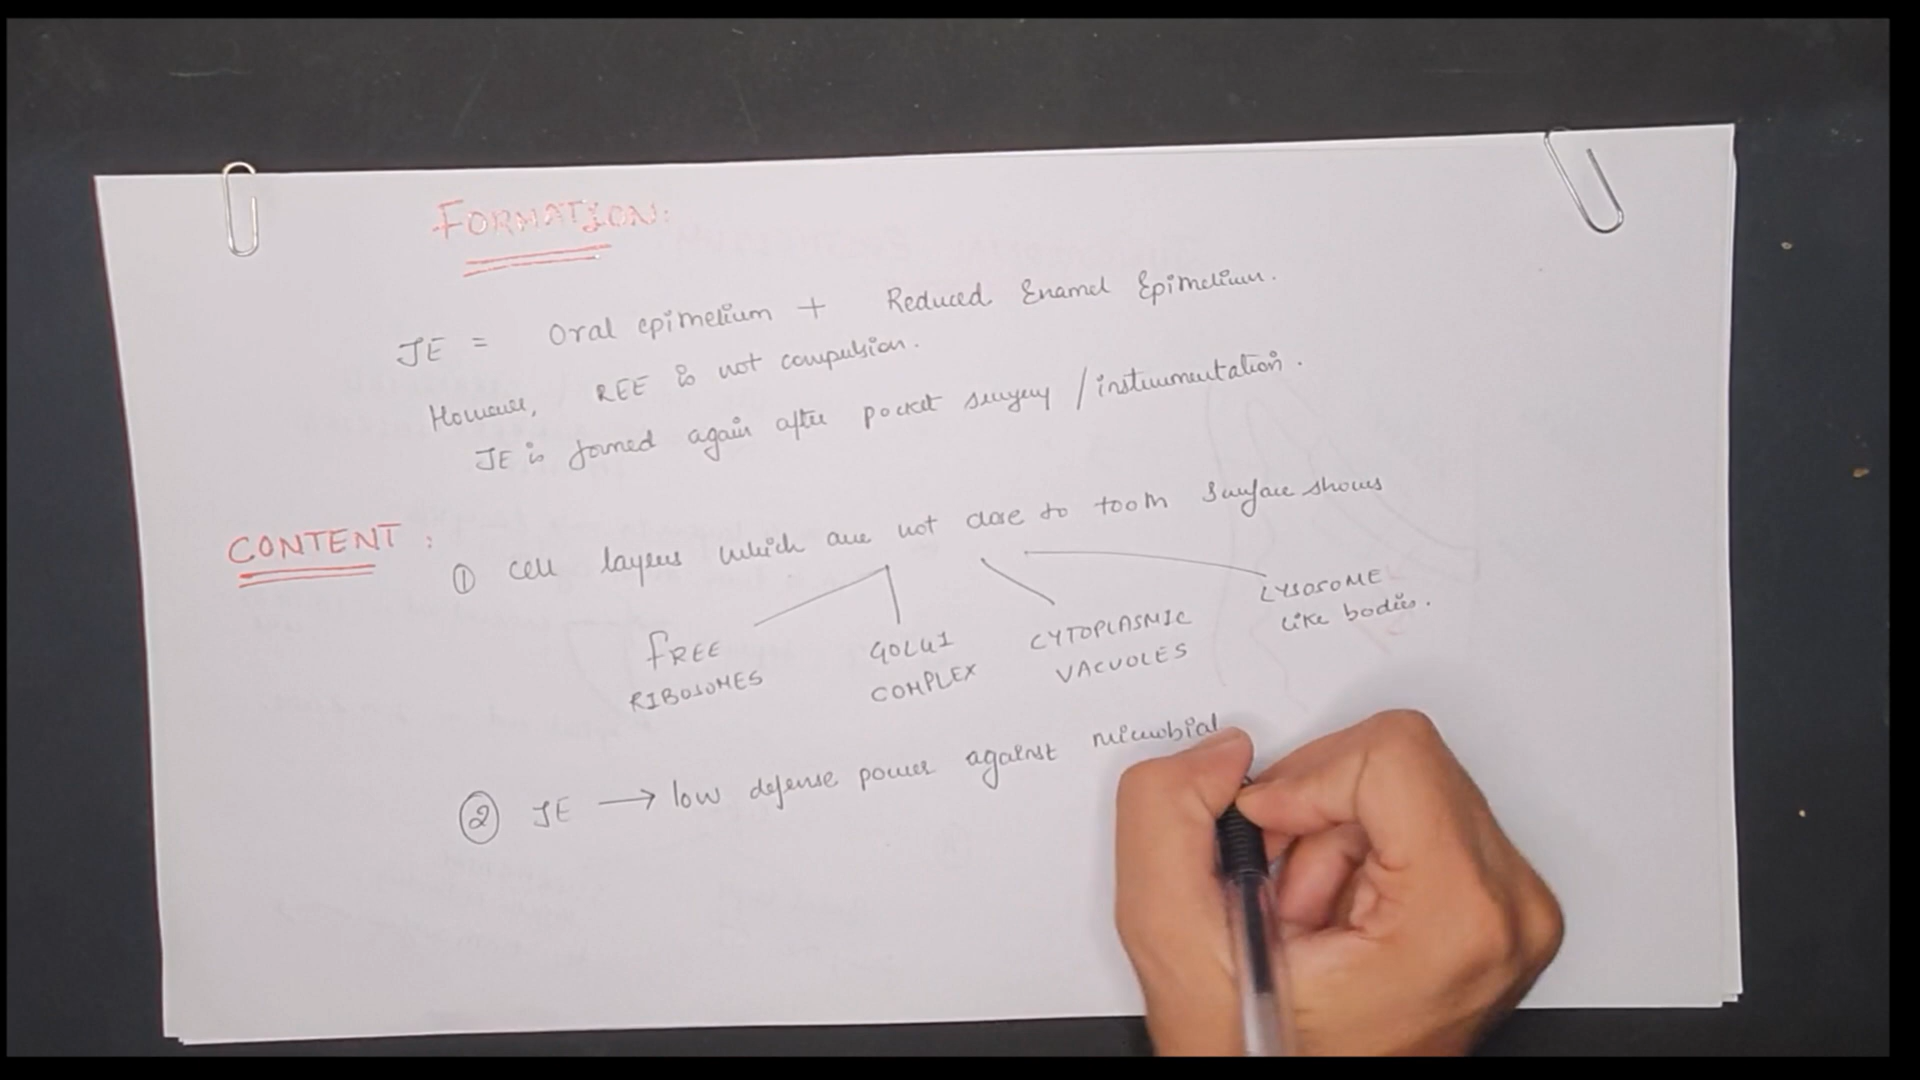 FORMATION:
JE = Oral epithelium + Reduced Enamel Epithelium.
However, REE is not compulsion.
JE is formed again after pocket surgery / instrumentation.
CONTENT :
① cell layers which are not close to tooth surface shows
FREE RIBOSOMES
GOLGI COMPLEX
CYTOPLASMIC VACUOLES
LYSOSOME like bodies.
② JE → low defense power against microbial